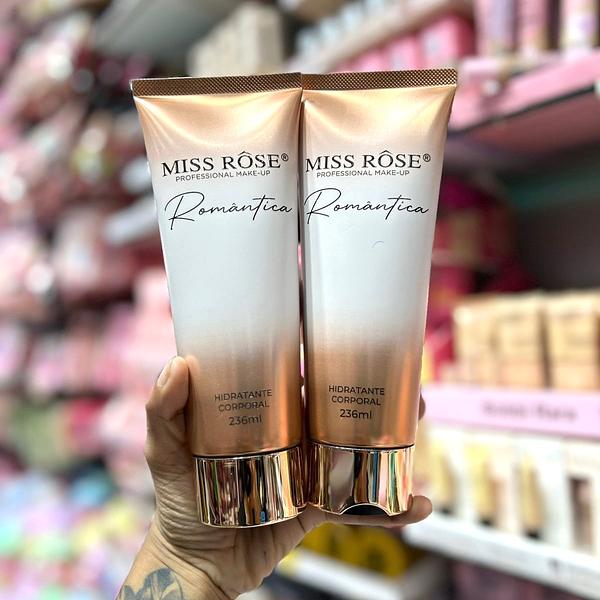 MISS RÔSE®
PROFESSIONAL MAKE-UP
Romântica
HIDRATANTE
CORPORAL
236ml
MISS RÔSE®
PROFESSIONAL MAKE-UP
Romântica
HIDRATANTE
CORPORAL
236ml